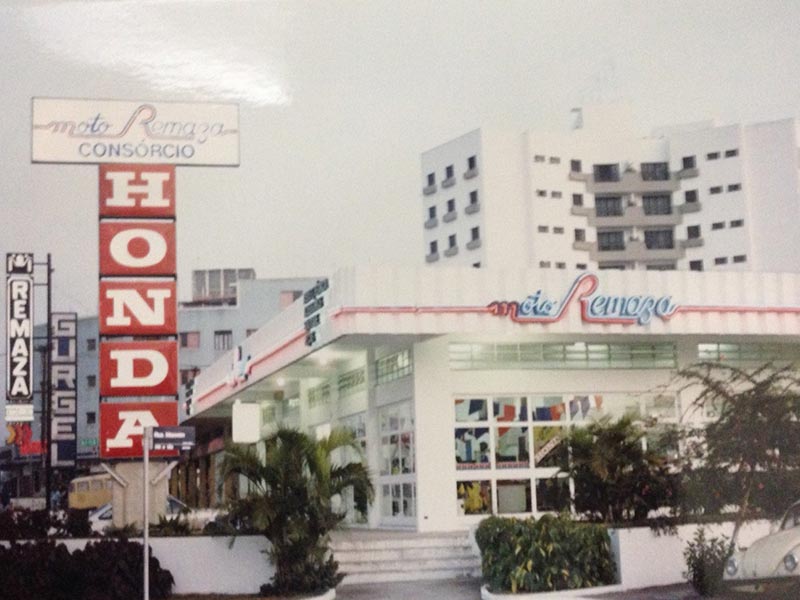 moto Remaza
CONSÓRCIO
HONDA
REMAZA
GURGEL
moto Remaza